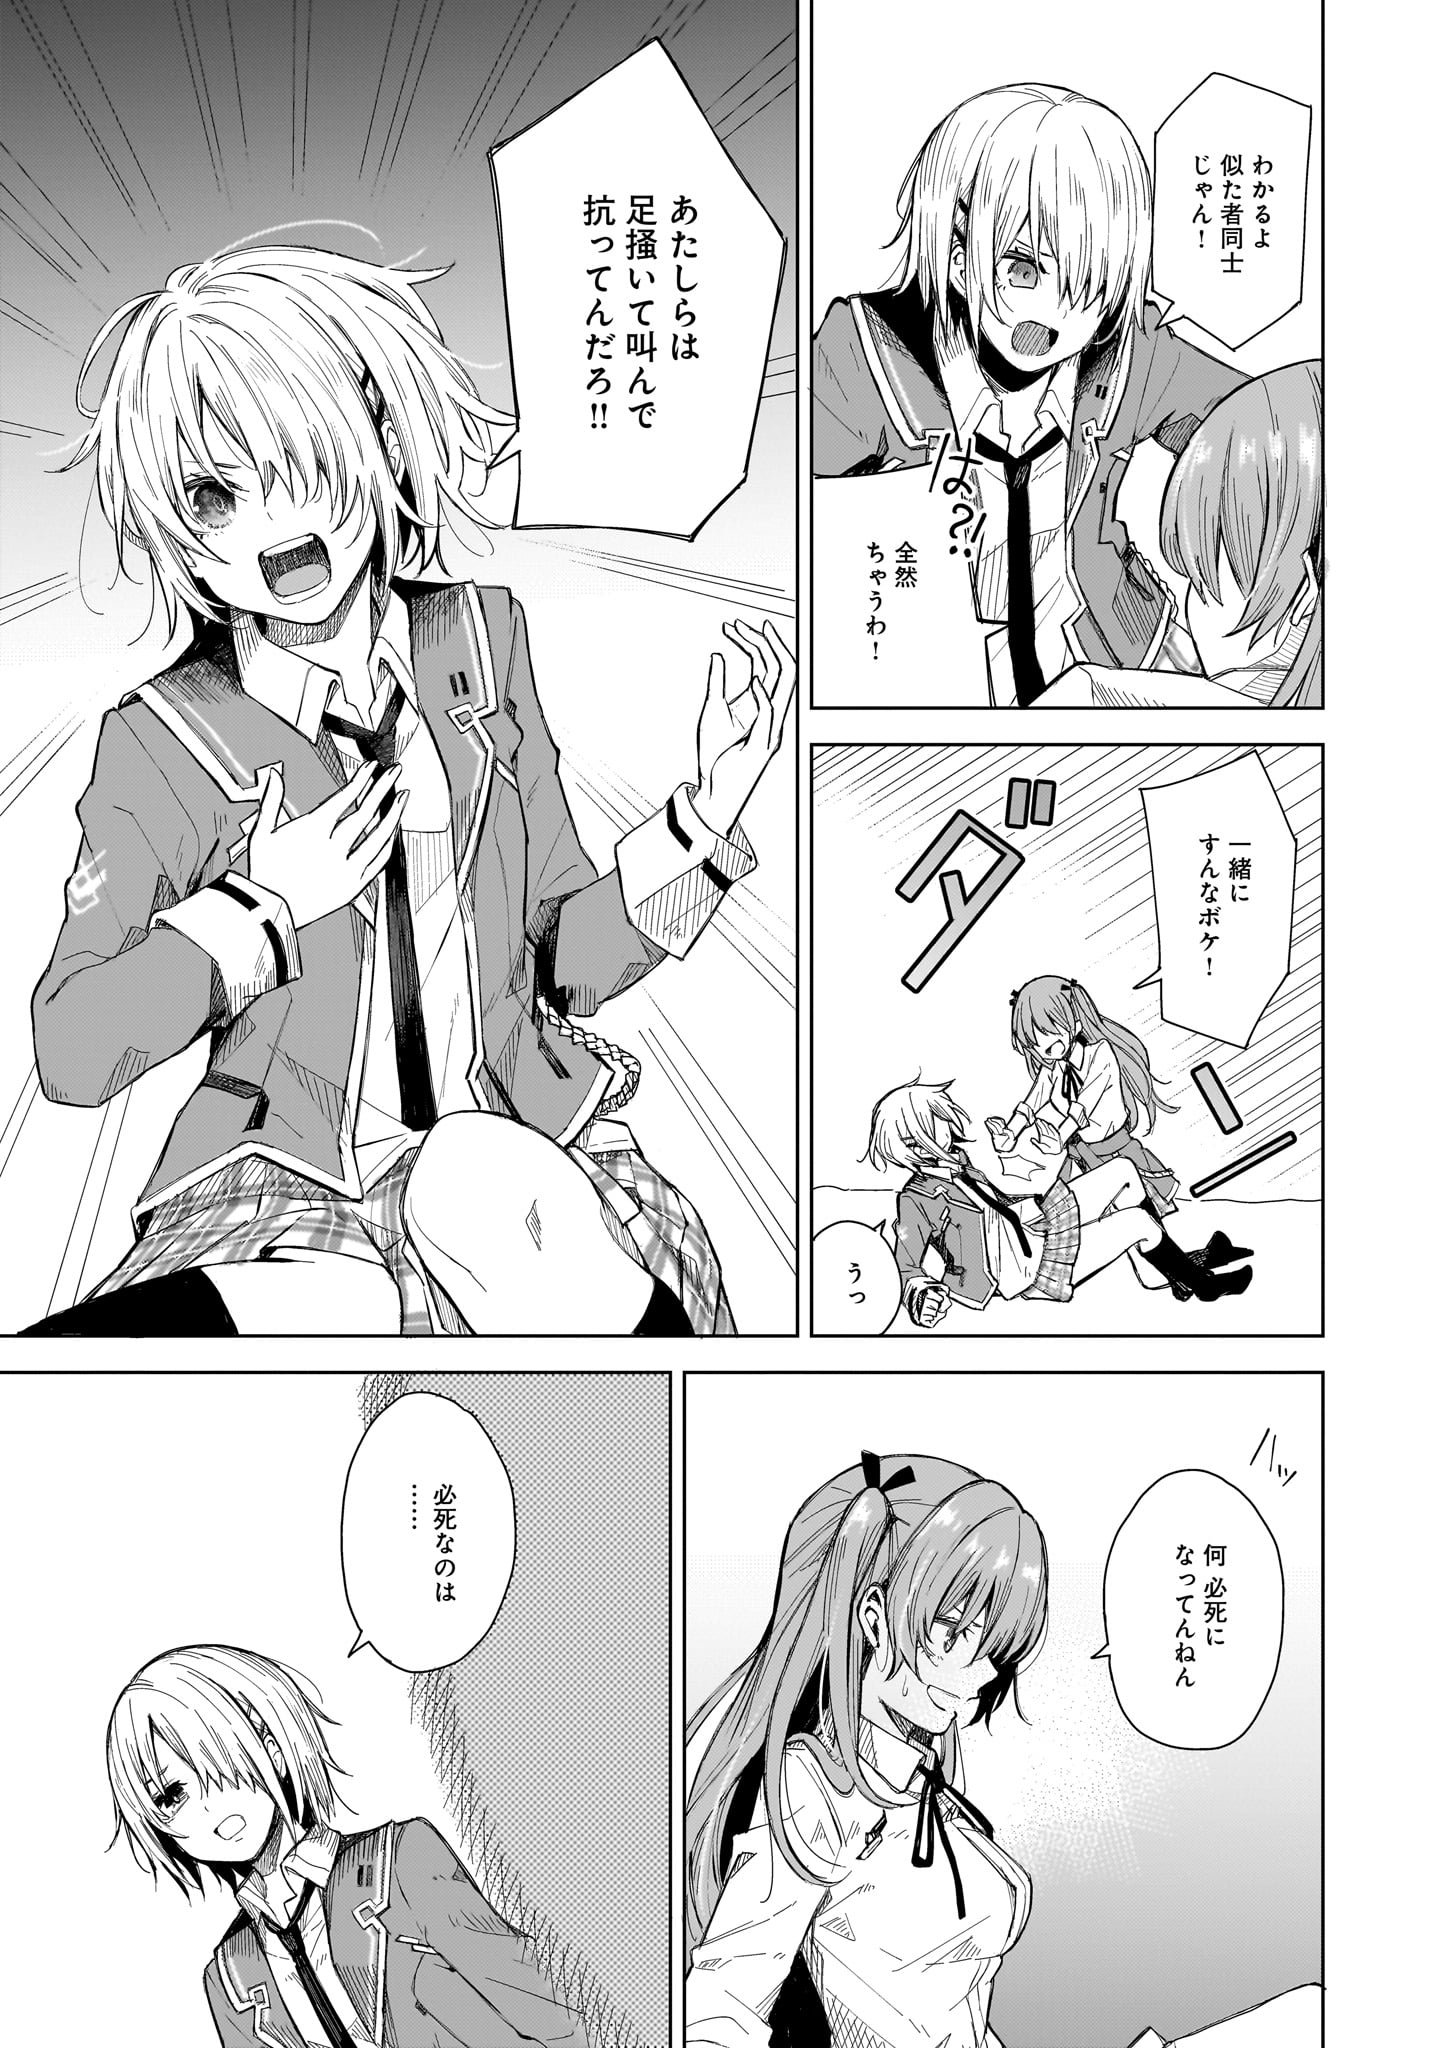 わかるよ
似た者同士
じゃん！
は？
全然
ちゃうわ！
一緒に
すんなボケ！
ダンッ
うっ
あたしらは
足掻いて叫んで
抗ってんだろ!!
ハッ
何 必死に
なってんねん
必死なのは
……